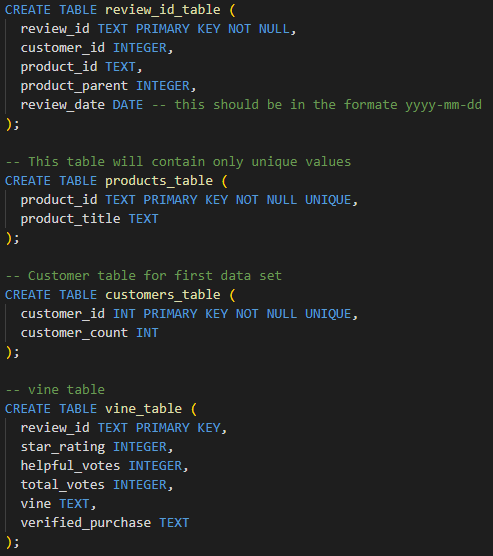 CREATE TABLE review_id_table (
  review_id TEXT PRIMARY KEY NOT NULL,
  customer_id INTEGER,
  product_id TEXT,
  product_parent INTEGER,
  review_date DATE -- this should be in the formate yyyy-mm-dd
);

-- This table will contain only unique values
CREATE TABLE products_table (
  product_id TEXT PRIMARY KEY NOT NULL UNIQUE,
  product_title TEXT
);

-- Customer table for first data set
CREATE TABLE customers_table (
  customer_id INT PRIMARY KEY NOT NULL UNIQUE,
  customer_count INT
);

-- vine table
CREATE TABLE vine_table (
  review_id TEXT PRIMARY KEY,
  star_rating INTEGER,
  helpful_votes INTEGER,
  total_votes INTEGER,
  vine TEXT,
  verified_purchase TEXT
);